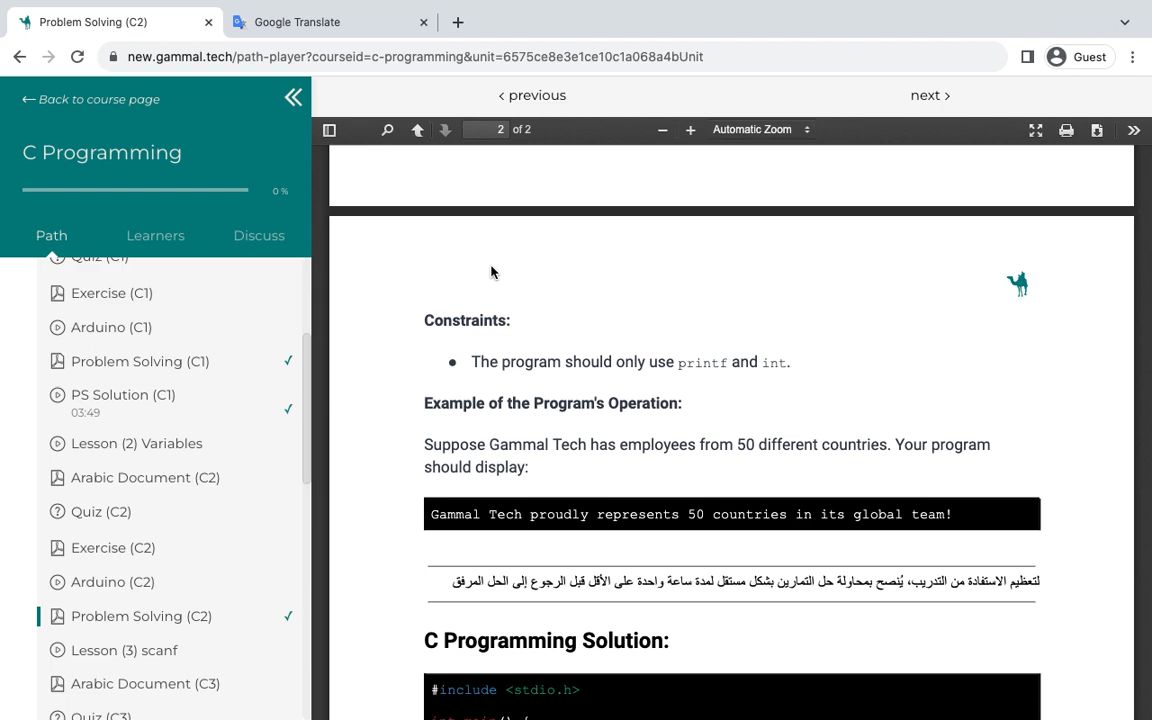 Problem Solving (C2)
Google Translate
new.gammal.tech/path-player?courseid=c-programming&unit=6575ce8e3e1ce10c1a068a4bUnit
Guest
Back to course page
C Programming
0 %
Path
Learners
Discuss
Quiz (C1)
Exercise (C1)
Arduino (C1)
Problem Solving (C1)
PS Solution (C1)
03:49
Lesson (2) Variables
Arabic Document (C2)
Quiz (C2)
Exercise (C2)
Arduino (C2)
Problem Solving (C2)
Lesson (3) scanf
Arabic Document (C3)
Quiz (C3)
‹ previous
next ›
2 of 2
Automatic Zoom
Constraints:
● The program should only use printf and int.
Example of the Program's Operation:
Suppose Gammal Tech has employees from 50 different countries. Your program
should display:
Gammal Tech proudly represents 50 countries in its global team!
لتعظيم الاستفادة من التدريب، يُنصح بمحاولة حل التمارين بشكل مستقل لمدة ساعة واحدة على الأقل قبل الرجوع إلى الحل المرفق
C Programming Solution:
#include <stdio.h>
int main() {